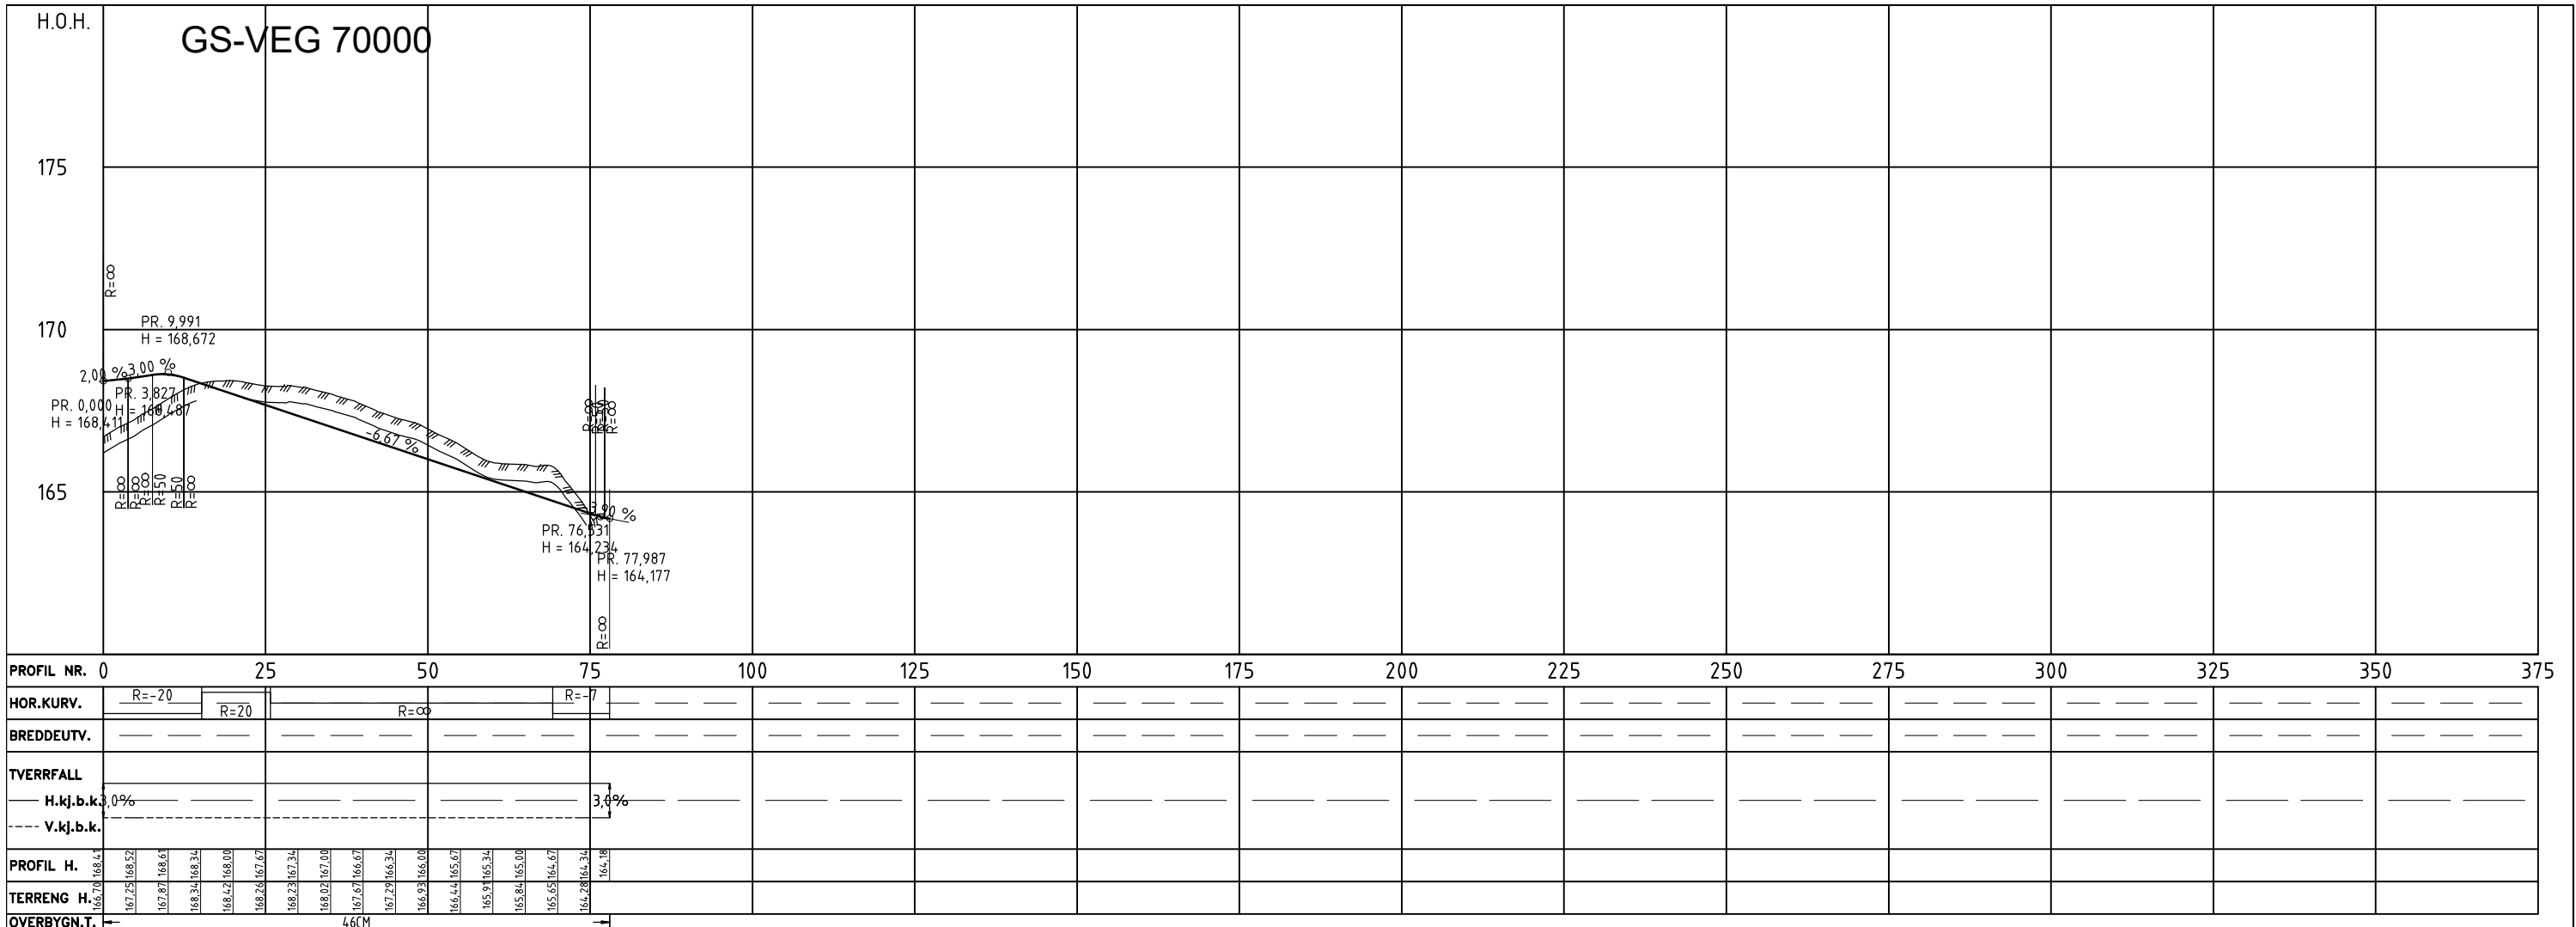 H.O.H.
GS-VEG 70000
175
R=∞
170
PR. 9,991
H = 168,672
2,00 %
3,00 %
PR. 3,827
H = 168,487
PR. 0,000
H = 168,411
-6,67 %
R=∞
R=∞
R=∞
R=50
R=50
R=∞
R=∞
R=50
R=50
R=∞
165
-3,90 %
PR. 76,531
H = 164,234
PR. 77,987
H = 164,177
R=∞
PROFIL NR. 0 25 50 75 100 125 150 175 200 225 250 275 300 325 350 375
HOR.KURV. R=-20 R=20 R=∞ R=-7
BREDDEUTV.
TVERRFALL
H.kj.b.k. 3,0% 3,0%
V.kj.b.k.
PROFIL H. 168,41 168,52 168,61 168,34 168,00 167,67 167,34 167,00 166,67 166,34 166,00 165,67 165,34 165,00 164,67 164,34 164,18
TERRENG H. 166,70 167,25 167,87 168,34 168,42 168,26 168,23 168,02 167,67 167,29 166,93 166,44 165,91 165,84 165,65 164,28
OVERBYGN.T. 46CM